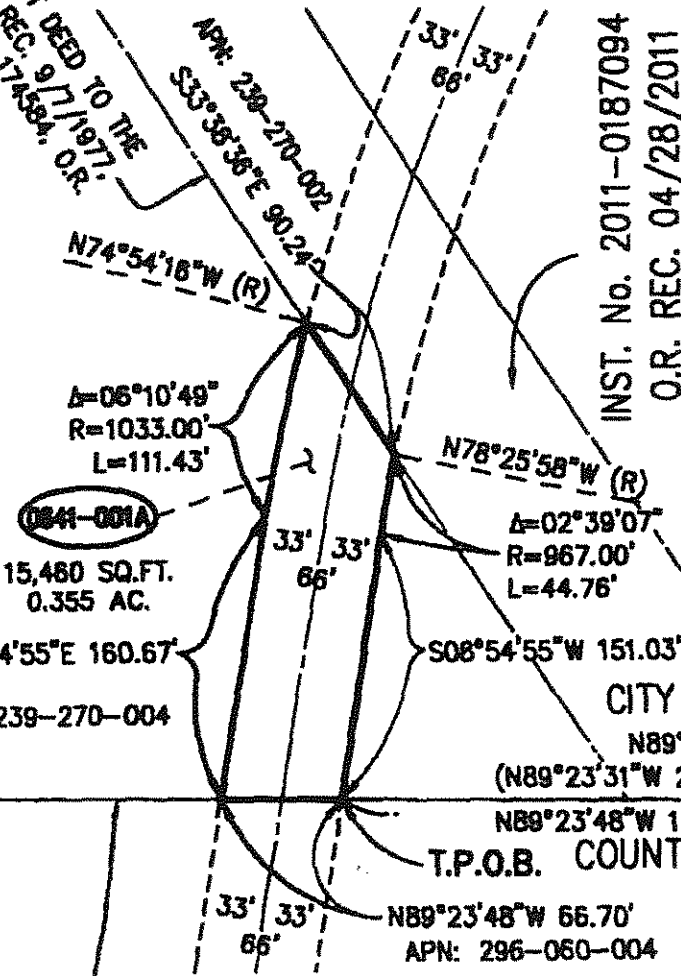 DEED TO THE
REC. 9/7/1977,
174584, O.R.
APN: 239-270-002
S33°38'36"E 90.24'
33' 33'
66'
INST. No. 2011-0187094
O.R. REC. 04/28/2011
N74°54'16"W (R)
Δ=06°10'49"
R=1033.00'
L=111.43'
N78°25'58"W (R)
Δ=02°39'07"
R=967.00'
L=44.76'
0641-001A
33' 33'
66'
15,460 SQ.FT.
0.355 AC.
4'55"E 160.67'
S08°54'55"W 151.03'
239-270-004
CITY
N89°
(N89°23'31"W 2
N89°23'48"W 1
T.P.O.B.
COUNT
33' 33'
66'
N89°23'48"W 66.70'
APN: 296-060-004